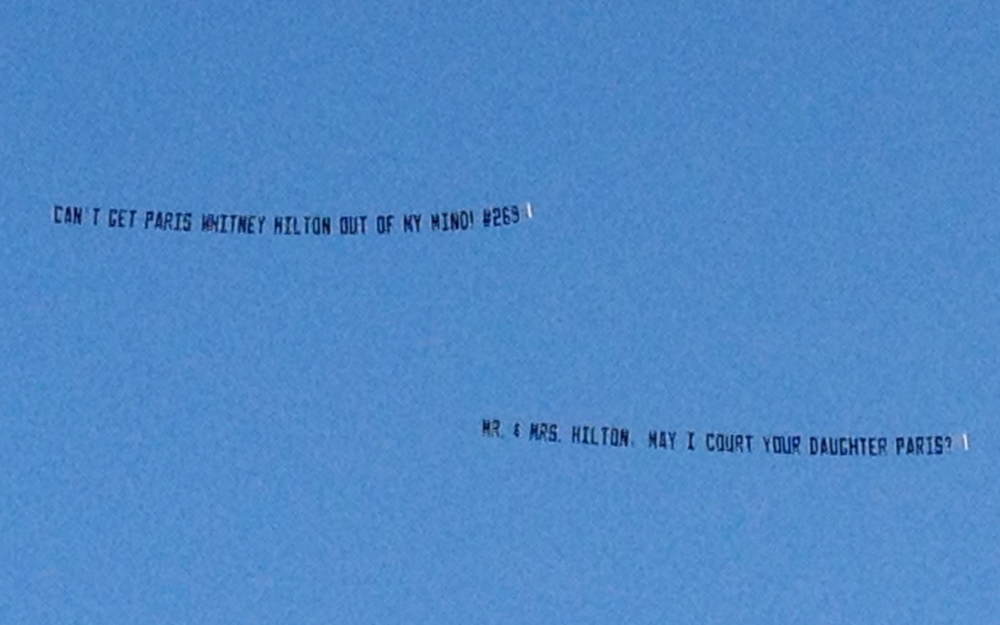 CAN'T GET PARIS WHITNEY HILTON OUT OF MY MIND! #269
MR. & MRS. HILTON. MAY I COURT YOUR DAUGHTER PARIS?